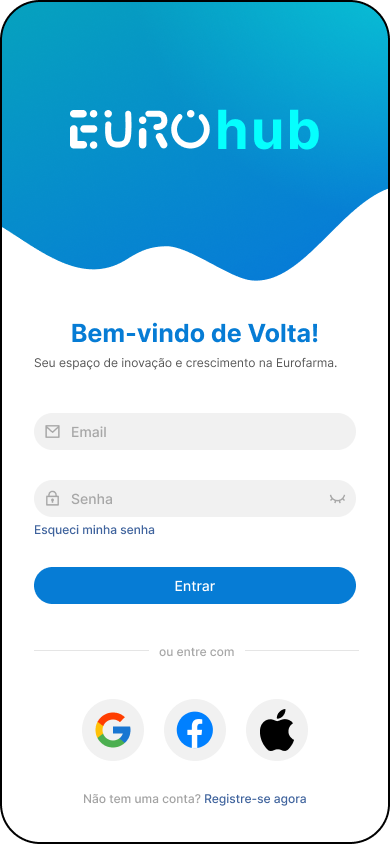 EUROhub
Bem-vindo de Volta!
Seu espaço de inovação e crescimento na Eurofarma.
Email
Senha
Esqueci minha senha
Entrar
ou entre com
Não tem uma conta? Registre-se agora